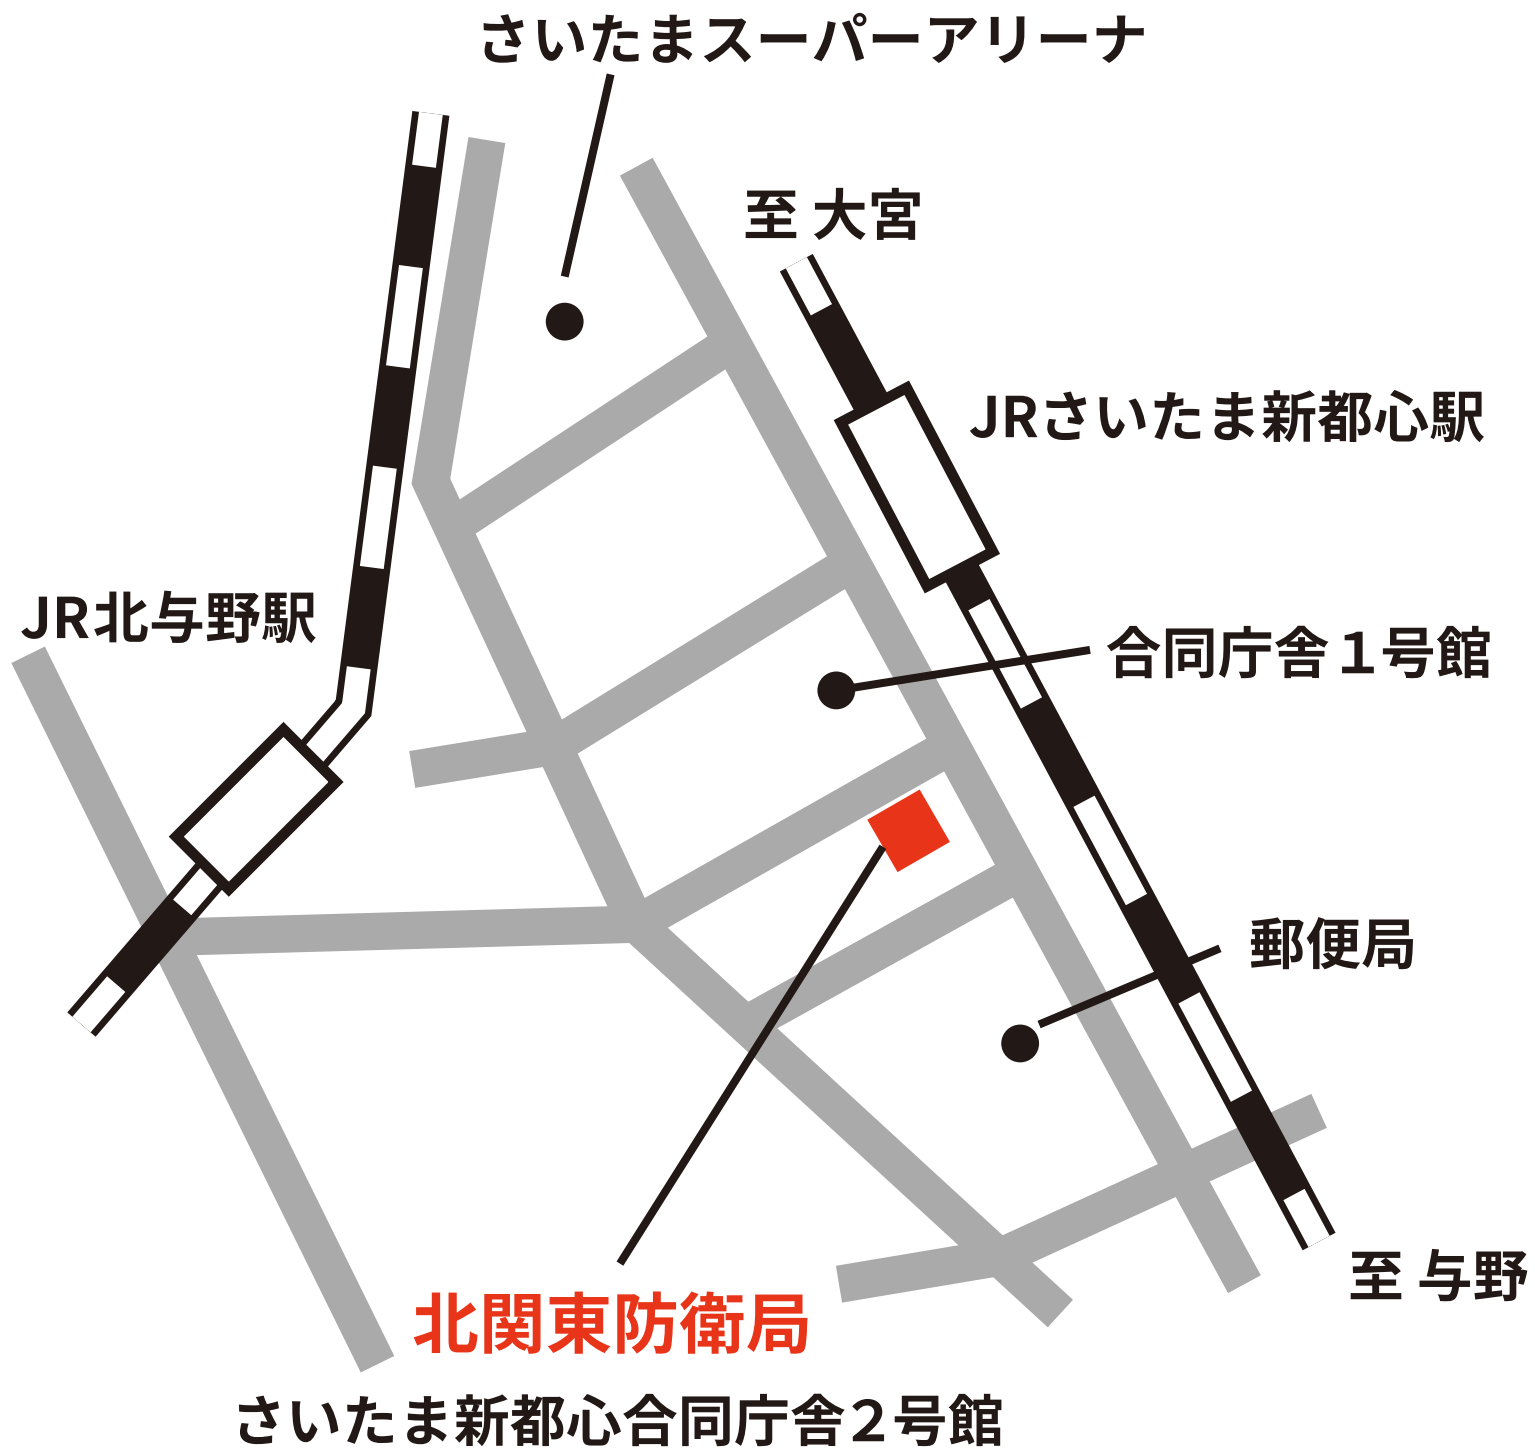 さいたまスーパーアリーナ
至 大宮
JRさいたま新都心駅
JR北与野駅
合同庁舎１号館
郵便局
至 与野
北関東防衛局
さいたま新都心合同庁舎２号館